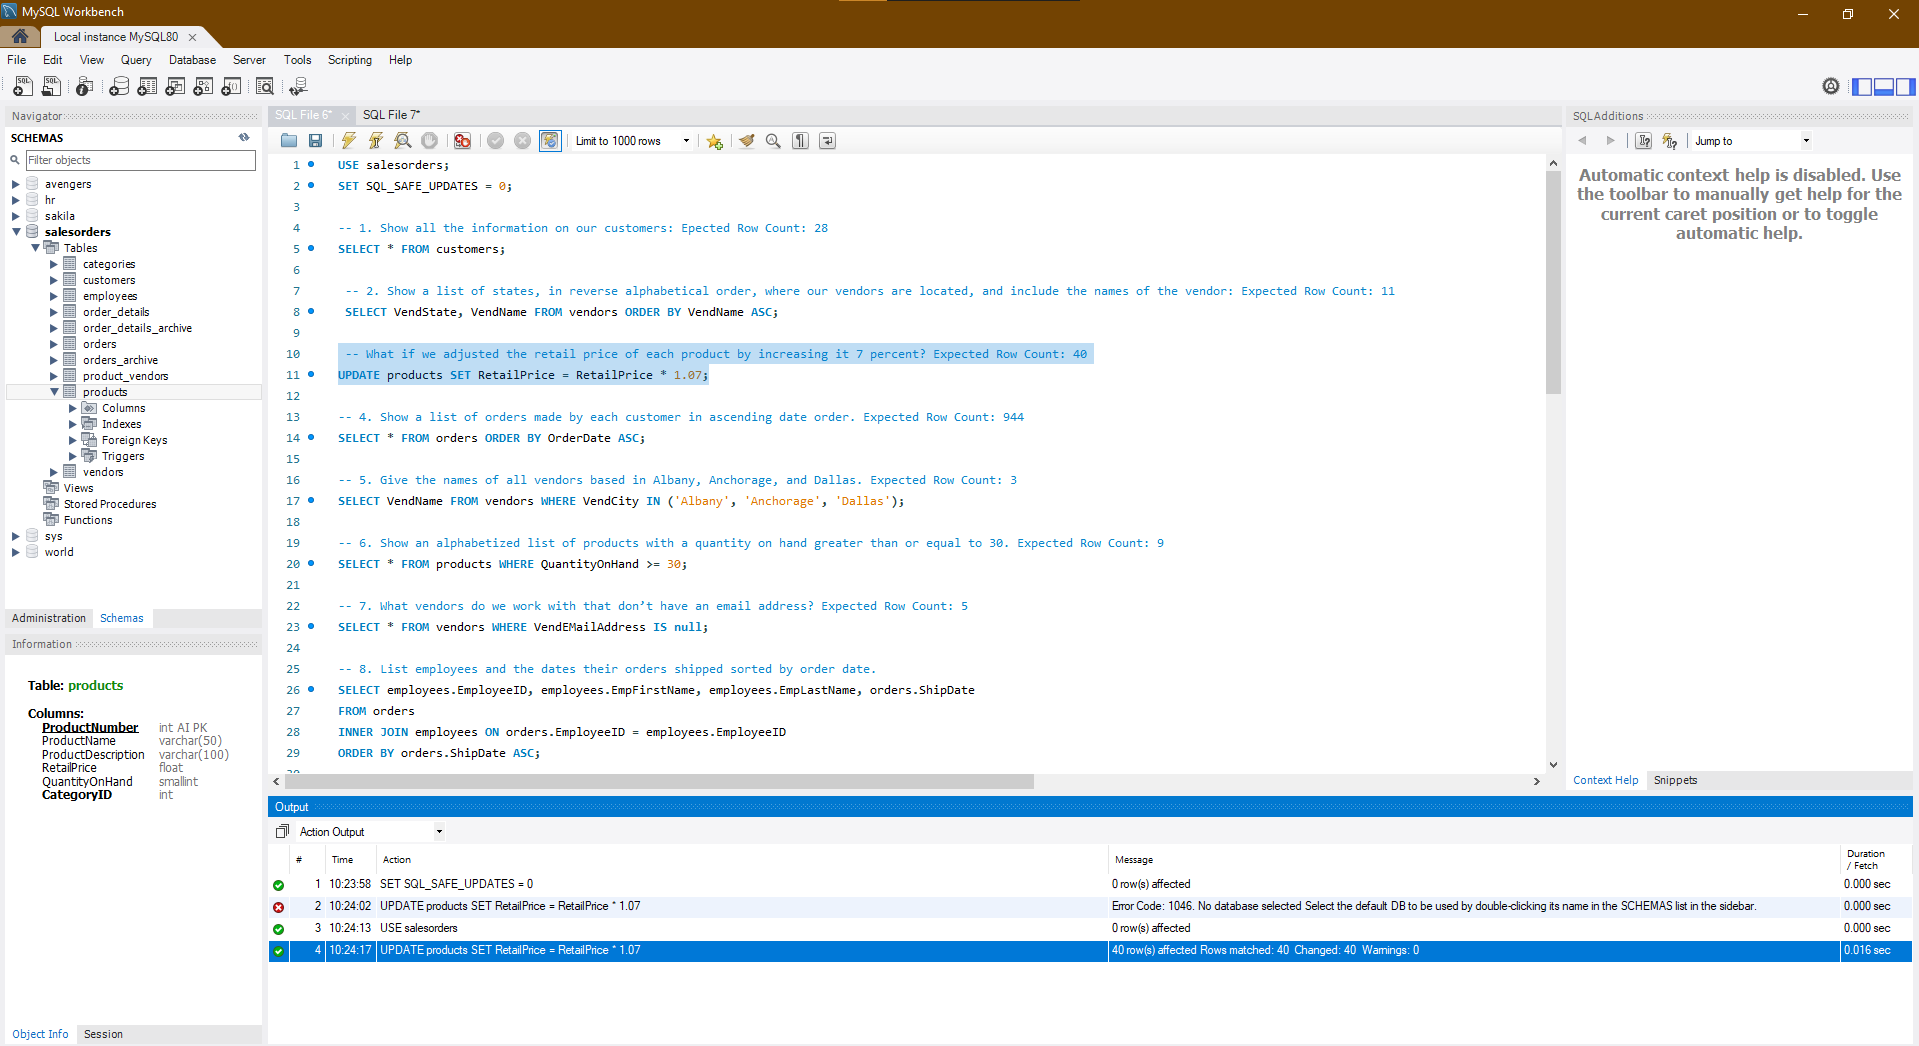 MySQL Workbench
Local instance MySQL80
File Edit View Query Database Server Tools Scripting Help
Navigator
SCHEMAS
Filter objects
avengers
hr
sakila
salesorders
Tables
categories
customers
employees
order_details
order_details_archive
orders
orders_archive
product_vendors
products
Columns
Indexes
Foreign Keys
Triggers
vendors
Views
Stored Procedures
Functions
sys
world
Administration Schemas
Information
Table: products
Columns:
ProductNumber int AI PK
ProductName varchar(50)
ProductDescription varchar(100)
RetailPrice float
QuantityOnHand smallint
CategoryID int
Object Info Session
SQL File 6* SQL File 7*
Limit to 1000 rows
1 USE salesorders;
2 SET SQL_SAFE_UPDATES = 0;
3
4 -- 1. Show all the information on our customers: Epected Row Count: 28
5 SELECT * FROM customers;
6
7 -- 2. Show a list of states, in reverse alphabetical order, where our vendors are located, and include the names of the vendor: Expected Row Count: 11
8 SELECT VendState, VendName FROM vendors ORDER BY VendName ASC;
9
10 -- What if we adjusted the retail price of each product by increasing it 7 percent? Expected Row Count: 40
11 UPDATE products SET RetailPrice = RetailPrice * 1.07;
12
13 -- 4. Show a list of orders made by each customer in ascending date order. Expected Row Count: 944
14 SELECT * FROM orders ORDER BY OrderDate ASC;
15
16 -- 5. Give the names of all vendors based in Albany, Anchorage, and Dallas. Expected Row Count: 3
17 SELECT VendName FROM vendors WHERE VendCity IN ('Albany', 'Anchorage', 'Dallas');
18
19 -- 6. Show an alphabetized list of products with a quantity on hand greater than or equal to 30. Expected Row Count: 9
20 SELECT * FROM products WHERE QuantityOnHand >= 30;
21
22 -- 7. What vendors do we work with that don’t have an email address? Expected Row Count: 5
23 SELECT * FROM vendors WHERE VendEMailAddress IS null;
24
25 -- 8. List employees and the dates their orders shipped sorted by order date.
26 SELECT employees.EmployeeID, employees.EmpFirstName, employees.EmpLastName, orders.ShipDate
27 FROM orders
28 INNER JOIN employees ON orders.EmployeeID = employees.EmployeeID
29 ORDER BY orders.ShipDate ASC;
SQLAdditions
Jump to
Automatic context help is disabled. Use
the toolbar to manually get help for the
current caret position or to toggle
automatic help.
Context Help Snippets
Output
Action Output
# Time Action Message Duration / Fetch
1 10:23:58 SET SQL_SAFE_UPDATES = 0 0 row(s) affected 0.000 sec
2 10:24:02 UPDATE products SET RetailPrice = RetailPrice * 1.07 Error Code: 1046. No database selected Select the default DB to be used by double-clicking its name in the SCHEMAS list in the sidebar. 0.000 sec
3 10:24:13 USE salesorders 0 row(s) affected 0.000 sec
4 10:24:17 UPDATE products SET RetailPrice = RetailPrice * 1.07 40 row(s) affected Rows matched: 40 Changed: 40 Warnings: 0 0.016 sec